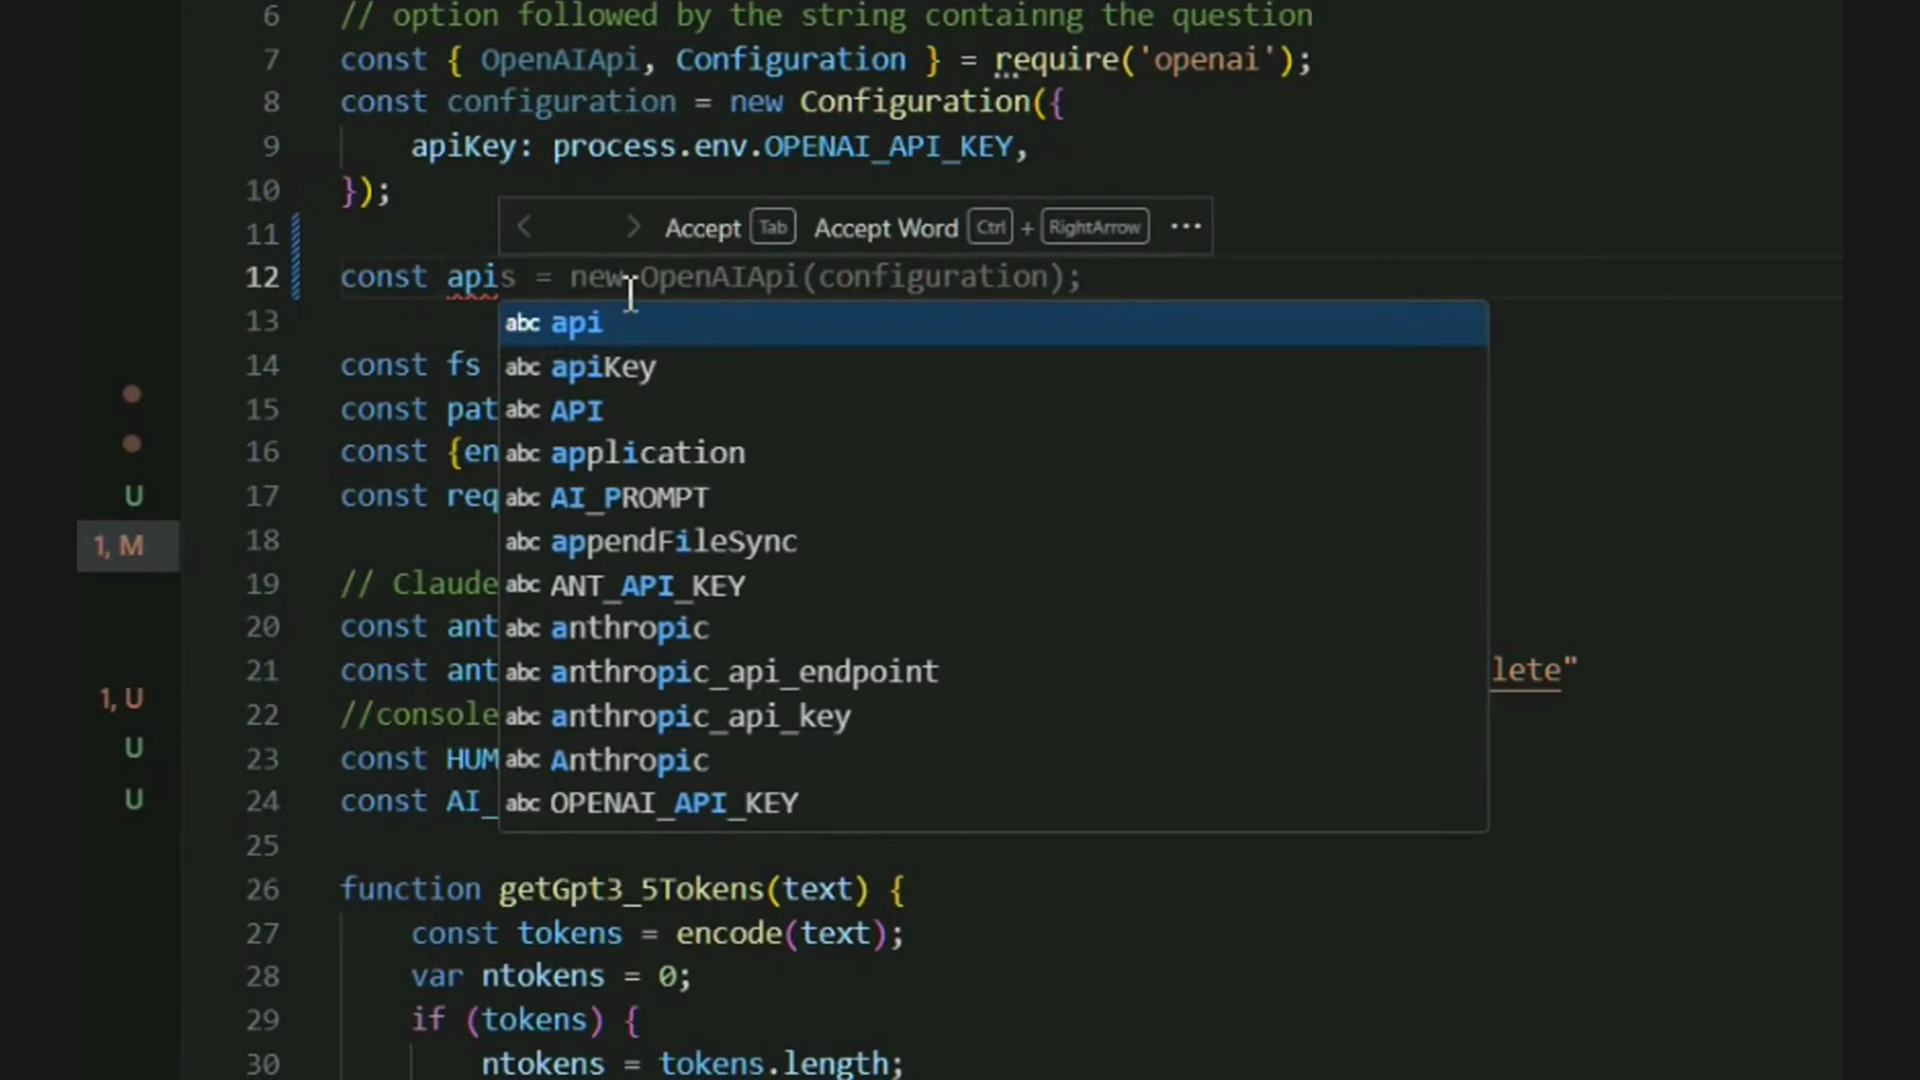 6 // option followed by the string containng the question
7 const { OpenAIApi, Configuration } = require('openai');
8 const configuration = new Configuration({
9 apiKey: process.env.OPENAI_API_KEY,
10 });
11
Accept Tab Accept Word Ctrl + RightArrow ...
12 const apis = new OpenAIApi(configuration);
13
abc api
14 const fs
abc apiKey
15 const pat
abc API
16 const {en
abc application
17 const req
abc AI_PROMPT
U
18
abc appendFileSync
1, M
19 // Claude
abc ANT_API_KEY
20 const ant
abc anthropic
21 const ant
abc anthropic_api_endpoint
lete"
22 //console
abc anthropic_api_key
1, U
23 const HUM
abc Anthropic
U
24 const AI_
abc OPENAI_API_KEY
U
25
26 function getGpt3_5Tokens(text) {
27 const tokens = encode(text);
28 var ntokens = 0;
29 if (tokens) {
30 ntokens = tokens.length;